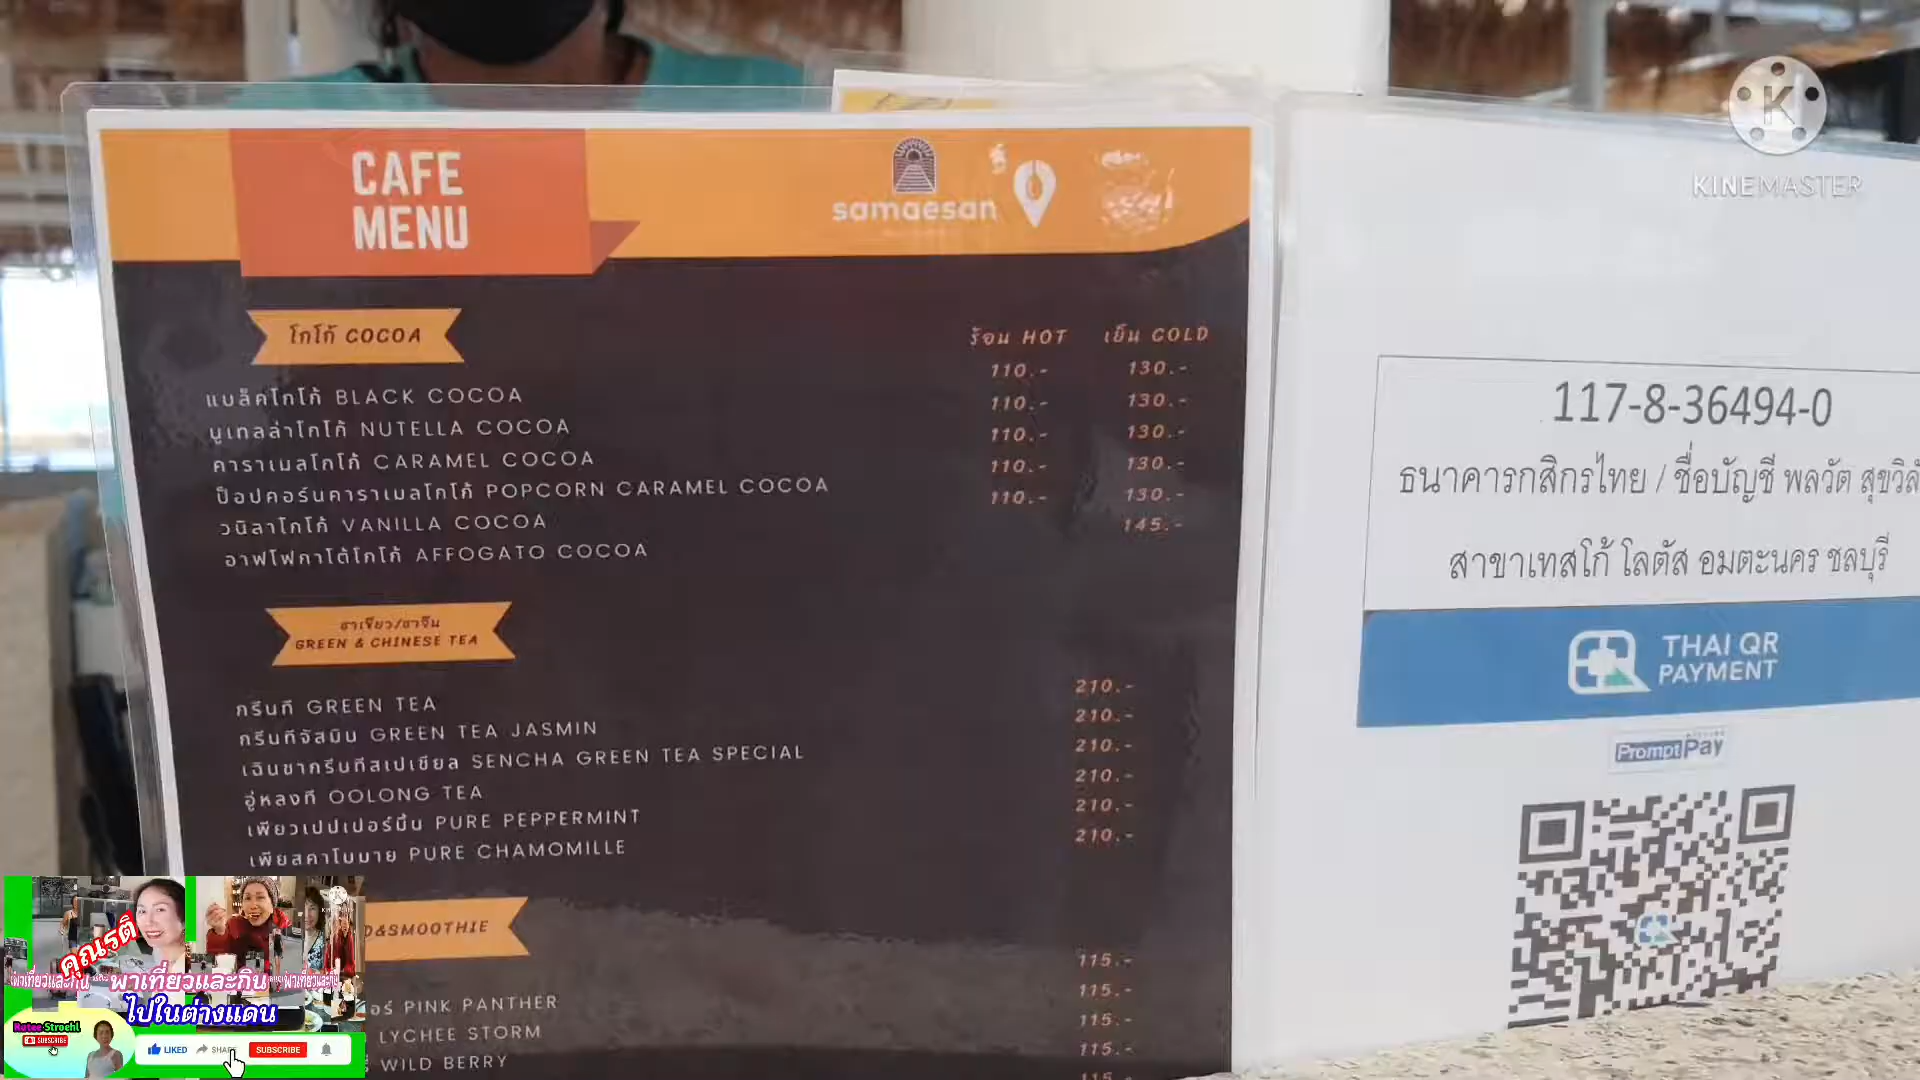 CAFE
MENU
samaesan
KINEMASTER
โกโก้ COCOA
ร้อน HOT เย็น COLD
แบล็คโกโก้ BLACK COCOA 110.- 130.-
นูเทลล่าโกโก้ NUTELLA COCOA 110.- 130.-
คาราเมลโกโก้ CARAMEL COCOA 110.- 130.-
ป็อปคอร์นคาราเมลโกโก้ POPCORN CARAMEL COCOA 110.- 130.-
วนิลาโกโก้ VANILLA COCOA 110.- 130.-
อาฟโฟกาโต้โกโก้ AFFOGATO COCOA 145.-
ชาเขียว/ชาจีน
GREEN & CHINESE TEA
กรีนที GREEN TEA 210.-
กรีนทีจัสมิน GREEN TEA JASMIN 210.-
เฉินชากรีนทีสเปเชียล SENCHA GREEN TEA SPECIAL 210.-
อู่หลงที OOLONG TEA 210.-
เพียวเปปเปอร์มิ้น PURE PEPPERMINT 210.-
เพียสคาโมมาย PURE CHAMOMILLE 210.-
D&SMOOTHIE
115.-
อร์ PINK PANTHER 115.-
LYCHEE STORM 115.-
WILD BERRY 115.-
115.-
117-8-36494-0
ธนาคารกสิกรไทย / ชื่อบัญชี พลวัต สุขวิลั
สาขาเทสโก้ โลตัส อมตะนคร ชลบุรี
THAI QR
PAYMENT
PromptPay
คุณรติ
พาเที่ยวและกิน
ไปในต่างแดน
Rutee Stroehl
SUBSCRIBE
LIKED SHARE SUBSCRIBE